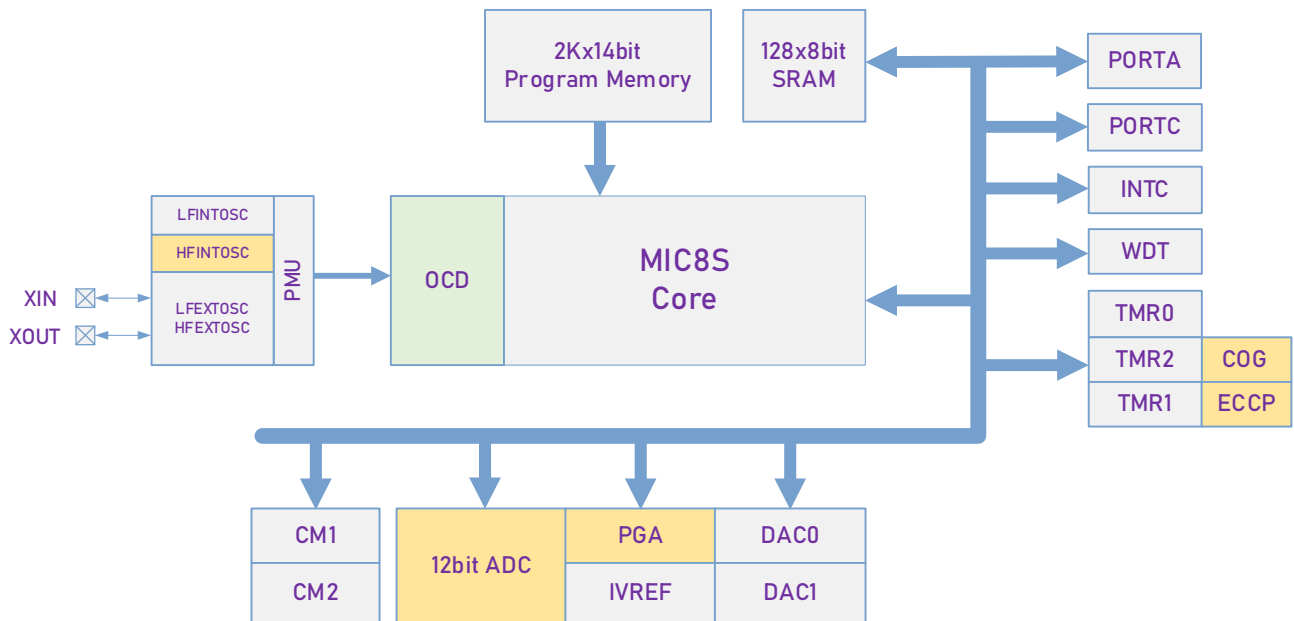 2Kx14bit
Program Memory
128x8bit
SRAM
PORTA
PORTC
INTC
WDT
TMR0
TMR2
COG
TMR1
ECCP
LFINTOSC
HFINTOSC
LFEXTOSC
HFEXTOSC
PMU
XIN
XOUT
OCD
MIC8S
Core
CM1
CM2
12bit ADC
PGA
IVREF
DAC0
DAC1